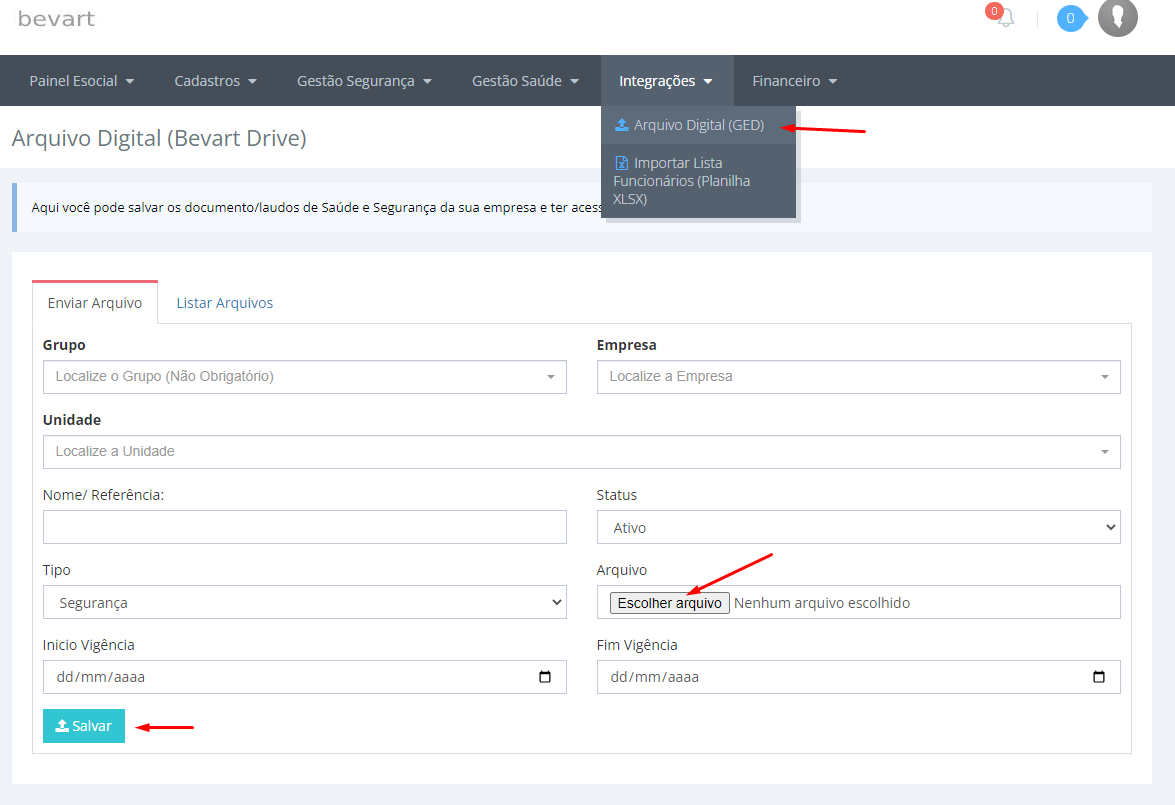 bevart
0
0
Painel Esocial
Cadastros
Gestão Segurança
Gestão Saúde
Integrações
Financeiro
Arquivo Digital (GED)
Importar Lista
Funcionários (Planilha
XLSX)
Arquivo Digital (Bevart Drive)
Aqui você pode salvar os documento/laudos de Saúde e Segurança da sua empresa e ter
Enviar Arquivo
Listar Arquivos
Grupo
Empresa
Localize o Grupo (Não Obrigatório)
Localize a Empresa
Unidade
Localize a Unidade
Nome/ Referência:
Status
Ativo
Tipo
Arquivo
Segurança
Escolher arquivo Nenhum arquivo escolhido
Inicio Vigência
Fim Vigência
dd/mm/aaaa
dd/mm/aaaa
Salvar